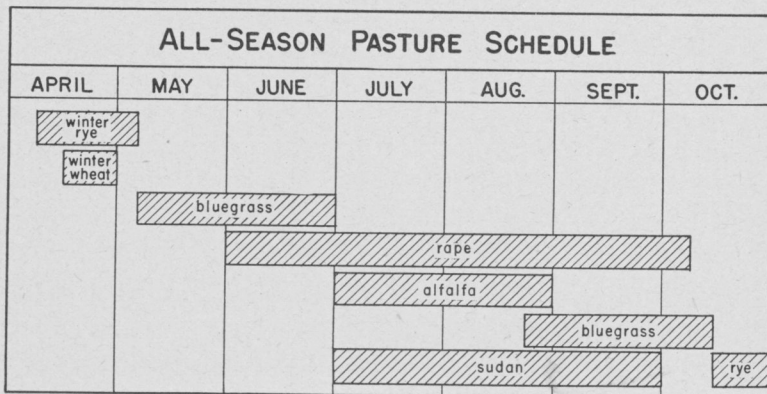 ALL-SEASON PASTURE SCHEDULE
APRIL MAY JUNE JULY AUG. SEPT. OCT.
winter
rye
winter
wheat
bluegrass
rape
alfalfa
bluegrass
sudan rye